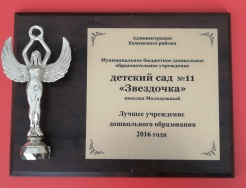 Администрация
Каменского района
Муниципальное бюджетное дошкольное
образовательное учреждение
детский сад №11
«Звездочка»
поселка Молодежный
Лучшее учреждение
дошкольного образования
2016 года